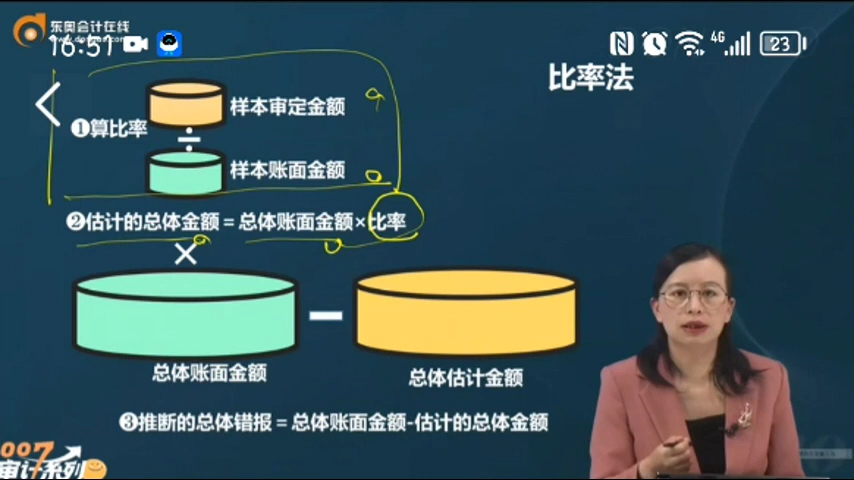 东奥会计在线
16:51
4G
23
比率法
样本审定金额
❶算比率
样本账面金额
❷估计的总体金额=总体账面金额×比率
总体账面金额
总体估计金额
❸推断的总体错报=总体账面金额-估计的总体金额
007
审计系列